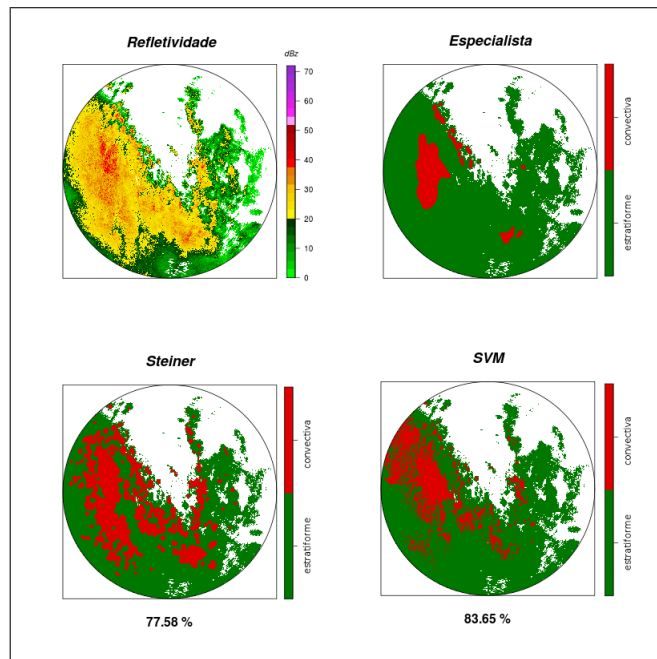 Refletividade
dBz
70
60
50
40
30
20
10
0
Especialista
convectiva
estratiforme
Steiner
convectiva
estratiforme
77.58 %
SVM
convectiva
estratiforme
83.65 %